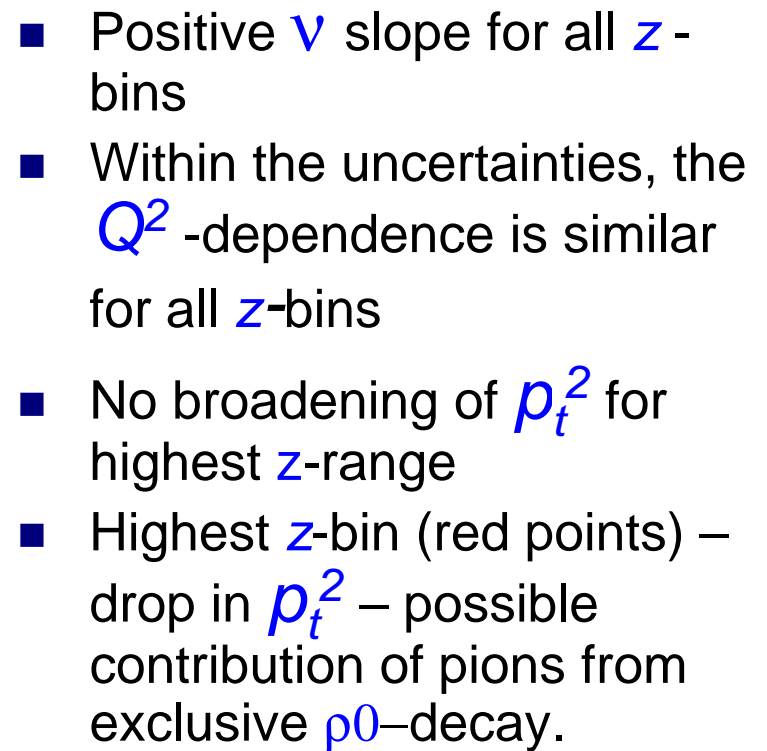 ■ Positive ν slope for all z -
bins
■ Within the uncertainties, the
Q² -dependence is similar
for all z-bins
■ No broadening of pₜ² for
highest z-range
■ Highest z-bin (red points) –
drop in pₜ² – possible
contribution of pions from
exclusive ρ0–decay.